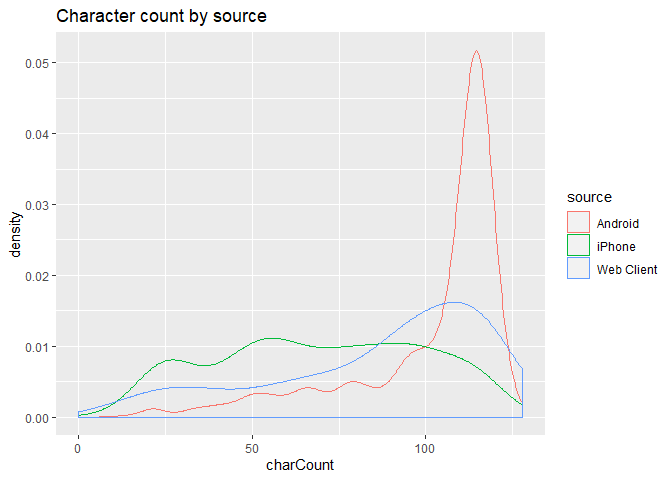 Character count by source
0.05
0.04
0.03
0.02
0.01
0.00
density
0
50
100
charCount
source
Android
iPhone
Web Client